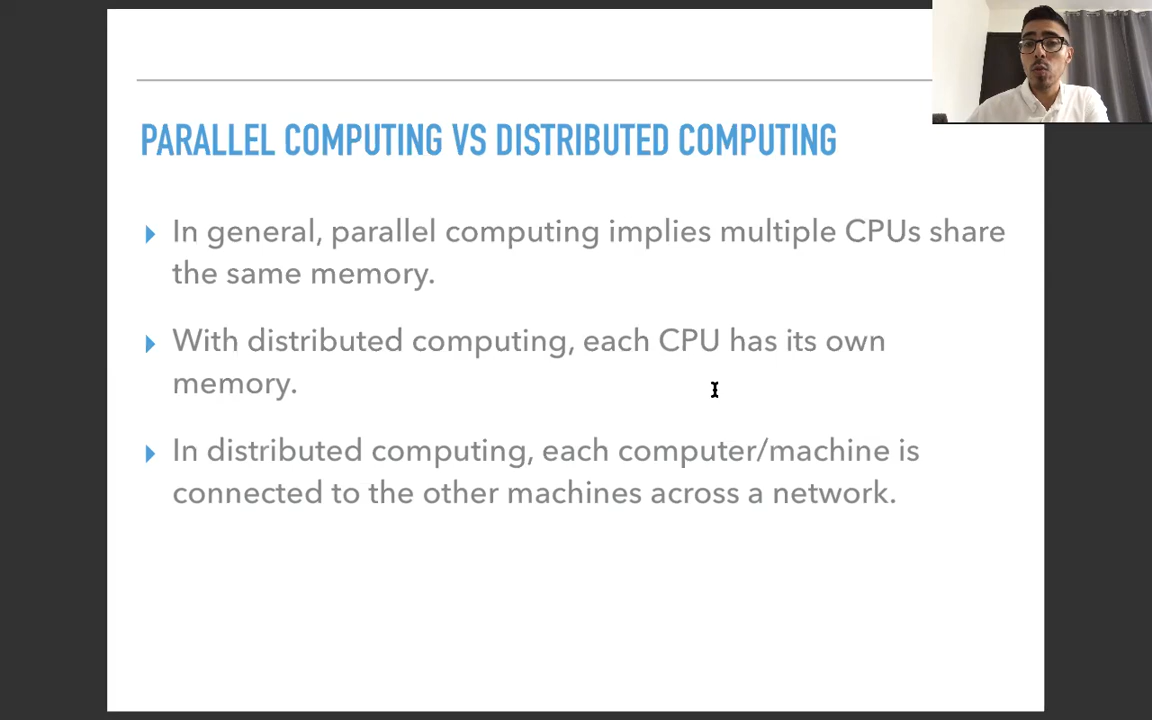 PARALLEL COMPUTING VS DISTRIBUTED COMPUTING
In general, parallel computing implies multiple CPUs share
the same memory.
With distributed computing, each CPU has its own
memory.
In distributed computing, each computer/machine is
connected to the other machines across a network.